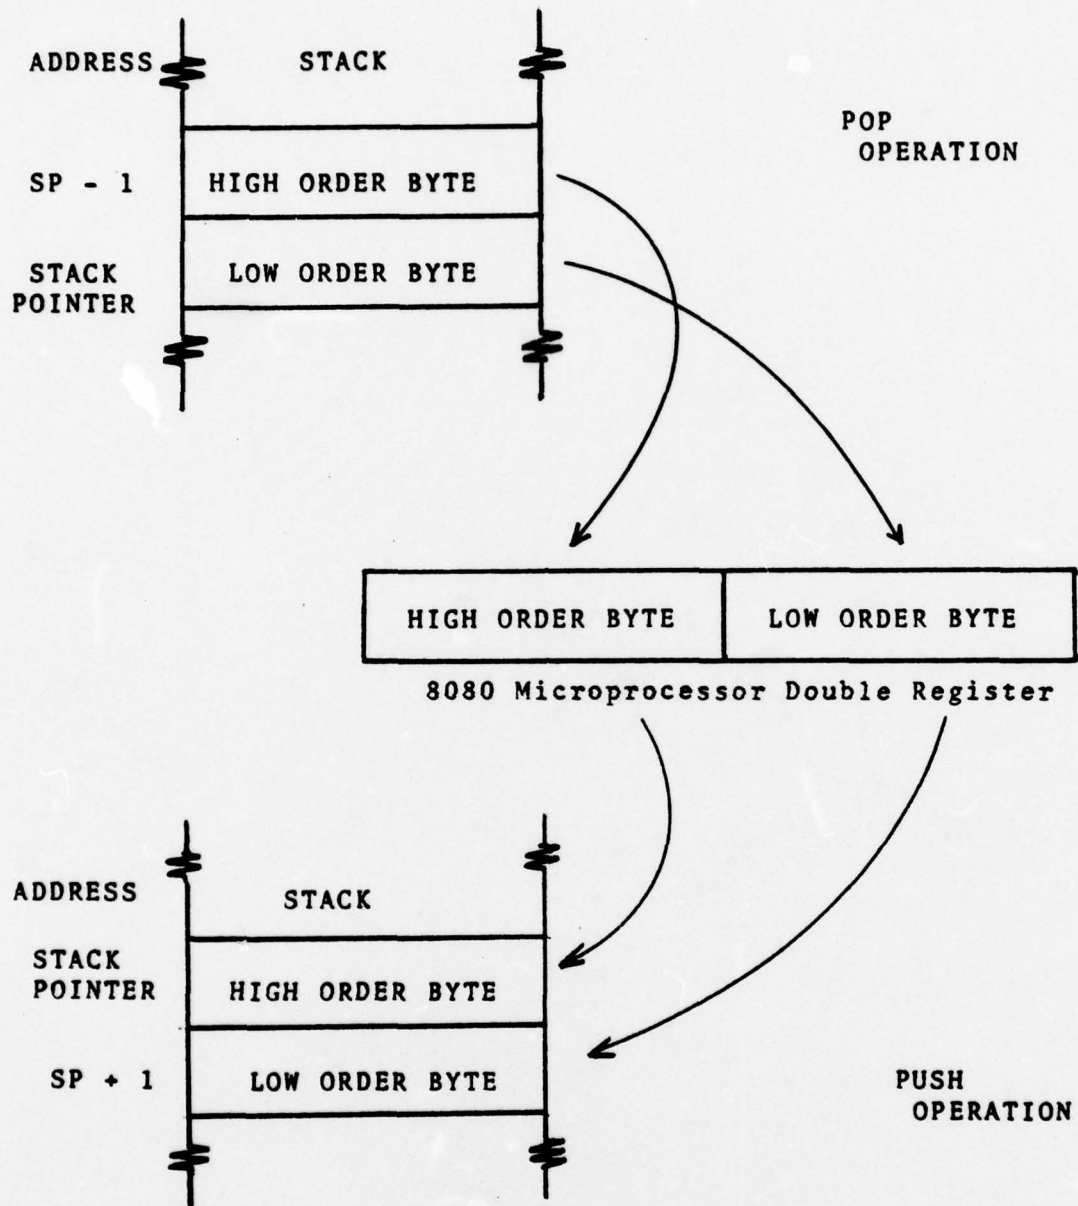 ADDRESS STACK
POP
OPERATION
SP - 1 HIGH ORDER BYTE
STACK
POINTER LOW ORDER BYTE
HIGH ORDER BYTE LOW ORDER BYTE
8080 Microprocessor Double Register
ADDRESS STACK
STACK
POINTER HIGH ORDER BYTE
SP + 1 LOW ORDER BYTE
PUSH
OPERATION